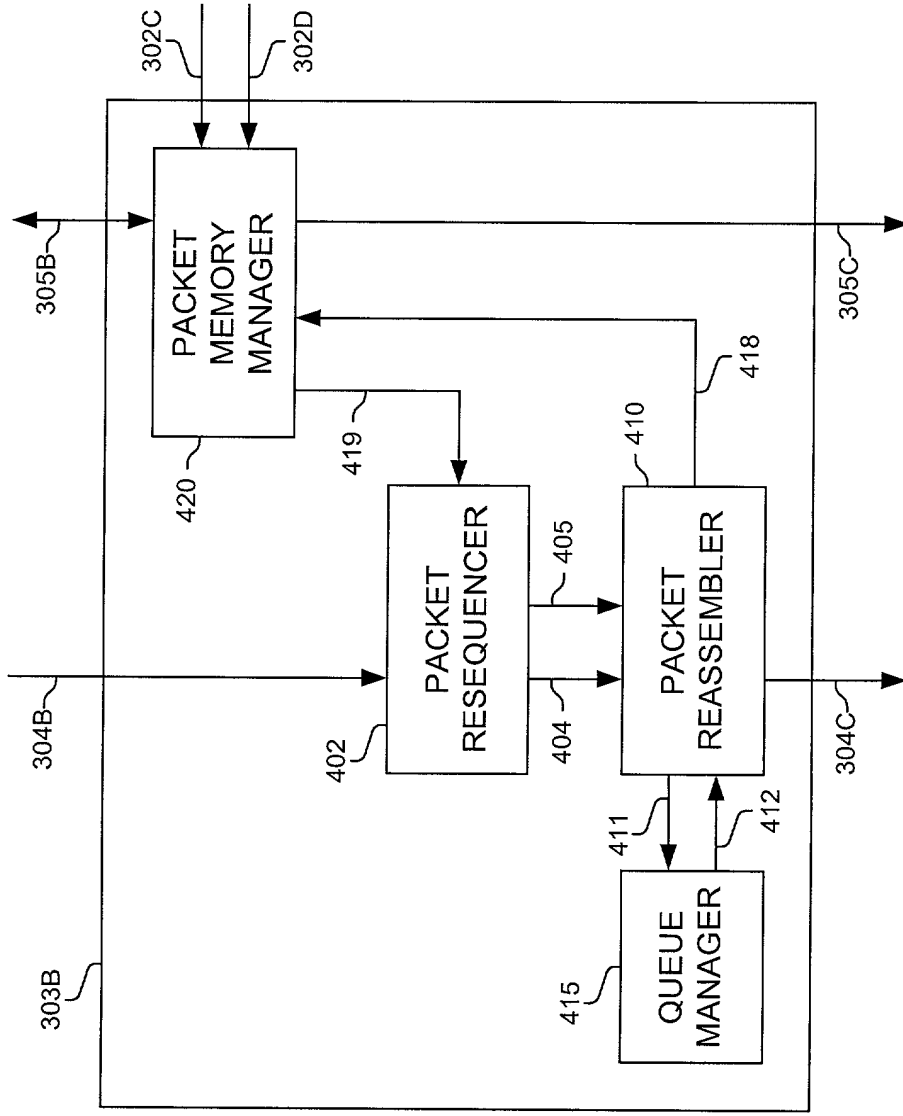 303B
304B
305B
302C
302D
PACKET
MEMORY
MANAGER
420
419
402
PACKET
RESEQUENCER
404
405
418
410
PACKET
REASSEMBLER
411
412
415
QUEUE
MANAGER
304C
305C